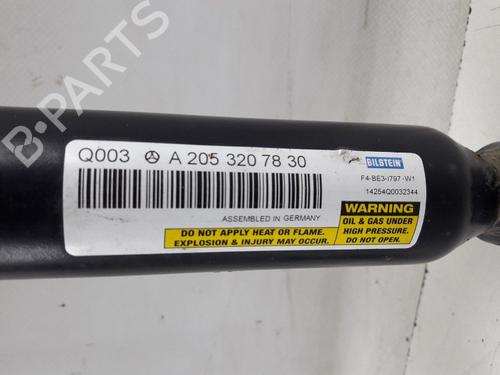 B-Parts
Q003 A 205 320 78 30
BILSTEIN
F4-BE3-I797-W1
14254Q0032344
ASSEMBLED IN GERMANY
DO NOT APPLY HEAT OR FLAME.
EXPLOSION & INJURY MAY OCCUR.
WARNING
OIL & GAS UNDER
HIGH PRESSURE.
DO NOT OPEN.